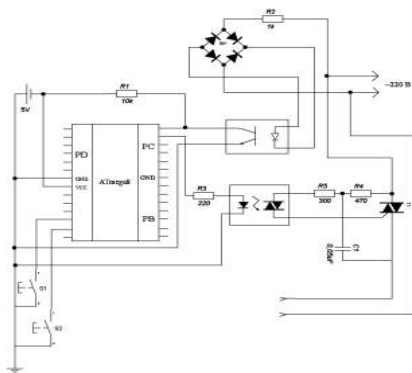 R2
1k
R1
10k
~220 В
5V
PD
PC
ATmega8
GND
VCC
GND
PB
R3
220
R5
300
R4
470
C1
0,05µF
S1
S2